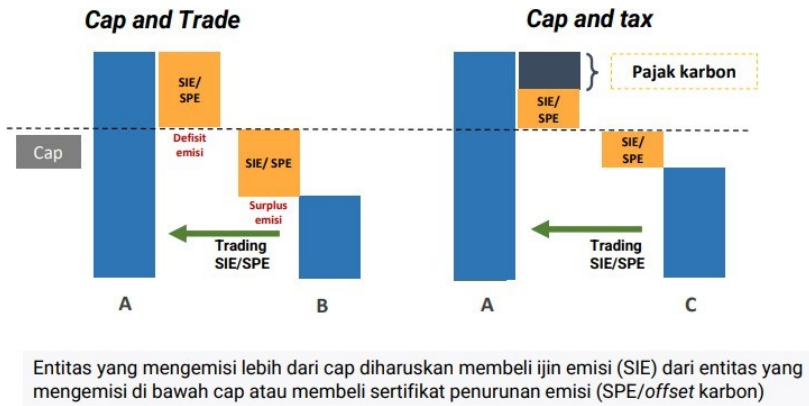 Cap and Trade
Cap and tax
SIE/
SPE
Defisit
emisi
Cap
SIE/ SPE
Surplus
emisi
Trading
SIE/SPE
A
B
Pajak karbon
SIE/
SPE
SIE/
SPE
Trading
SIE/SPE
A
C
Entitas yang mengemisi lebih dari cap diharuskan membeli ijin emisi (SIE) dari entitas yang
mengemisi di bawah cap atau membeli sertifikat penurunan emisi (SPE/offset karbon)